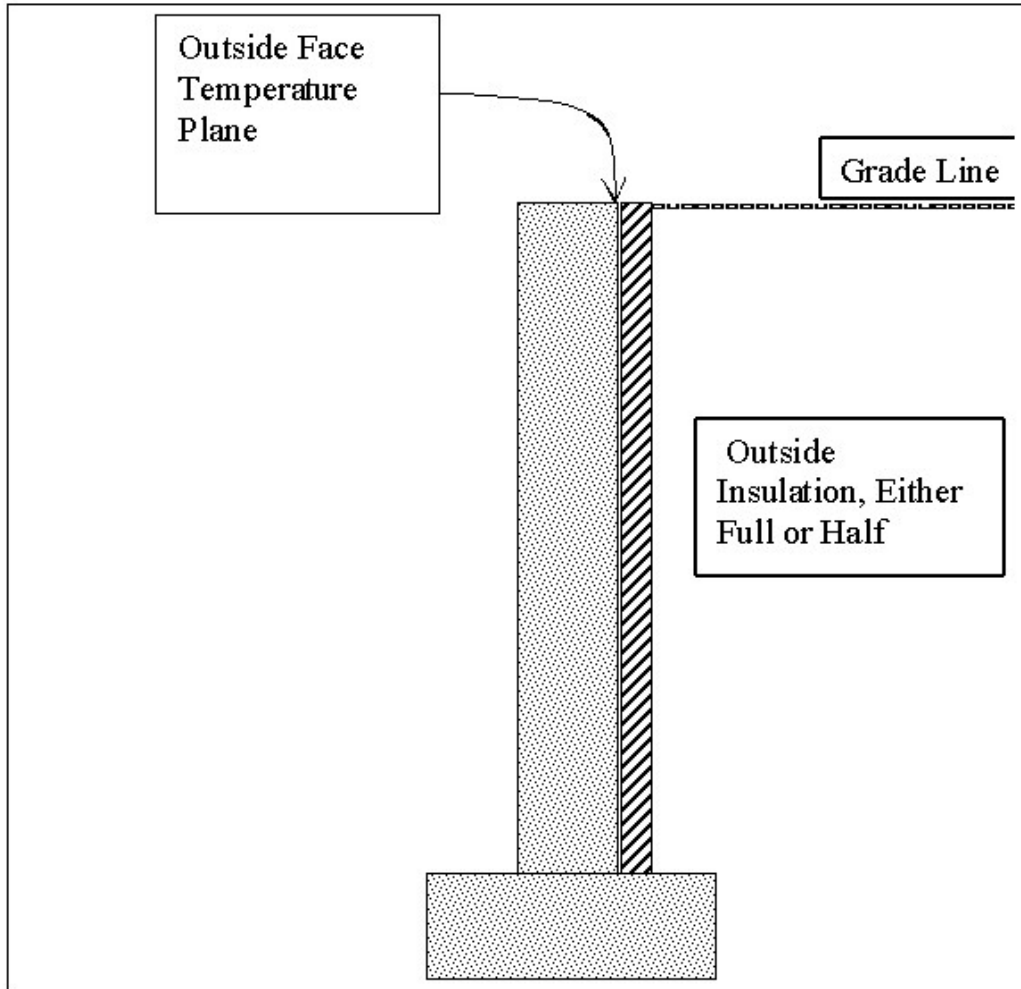 Outside Face
Temperature
Plane
Grade Line
Outside
Insulation, Either
Full or Half